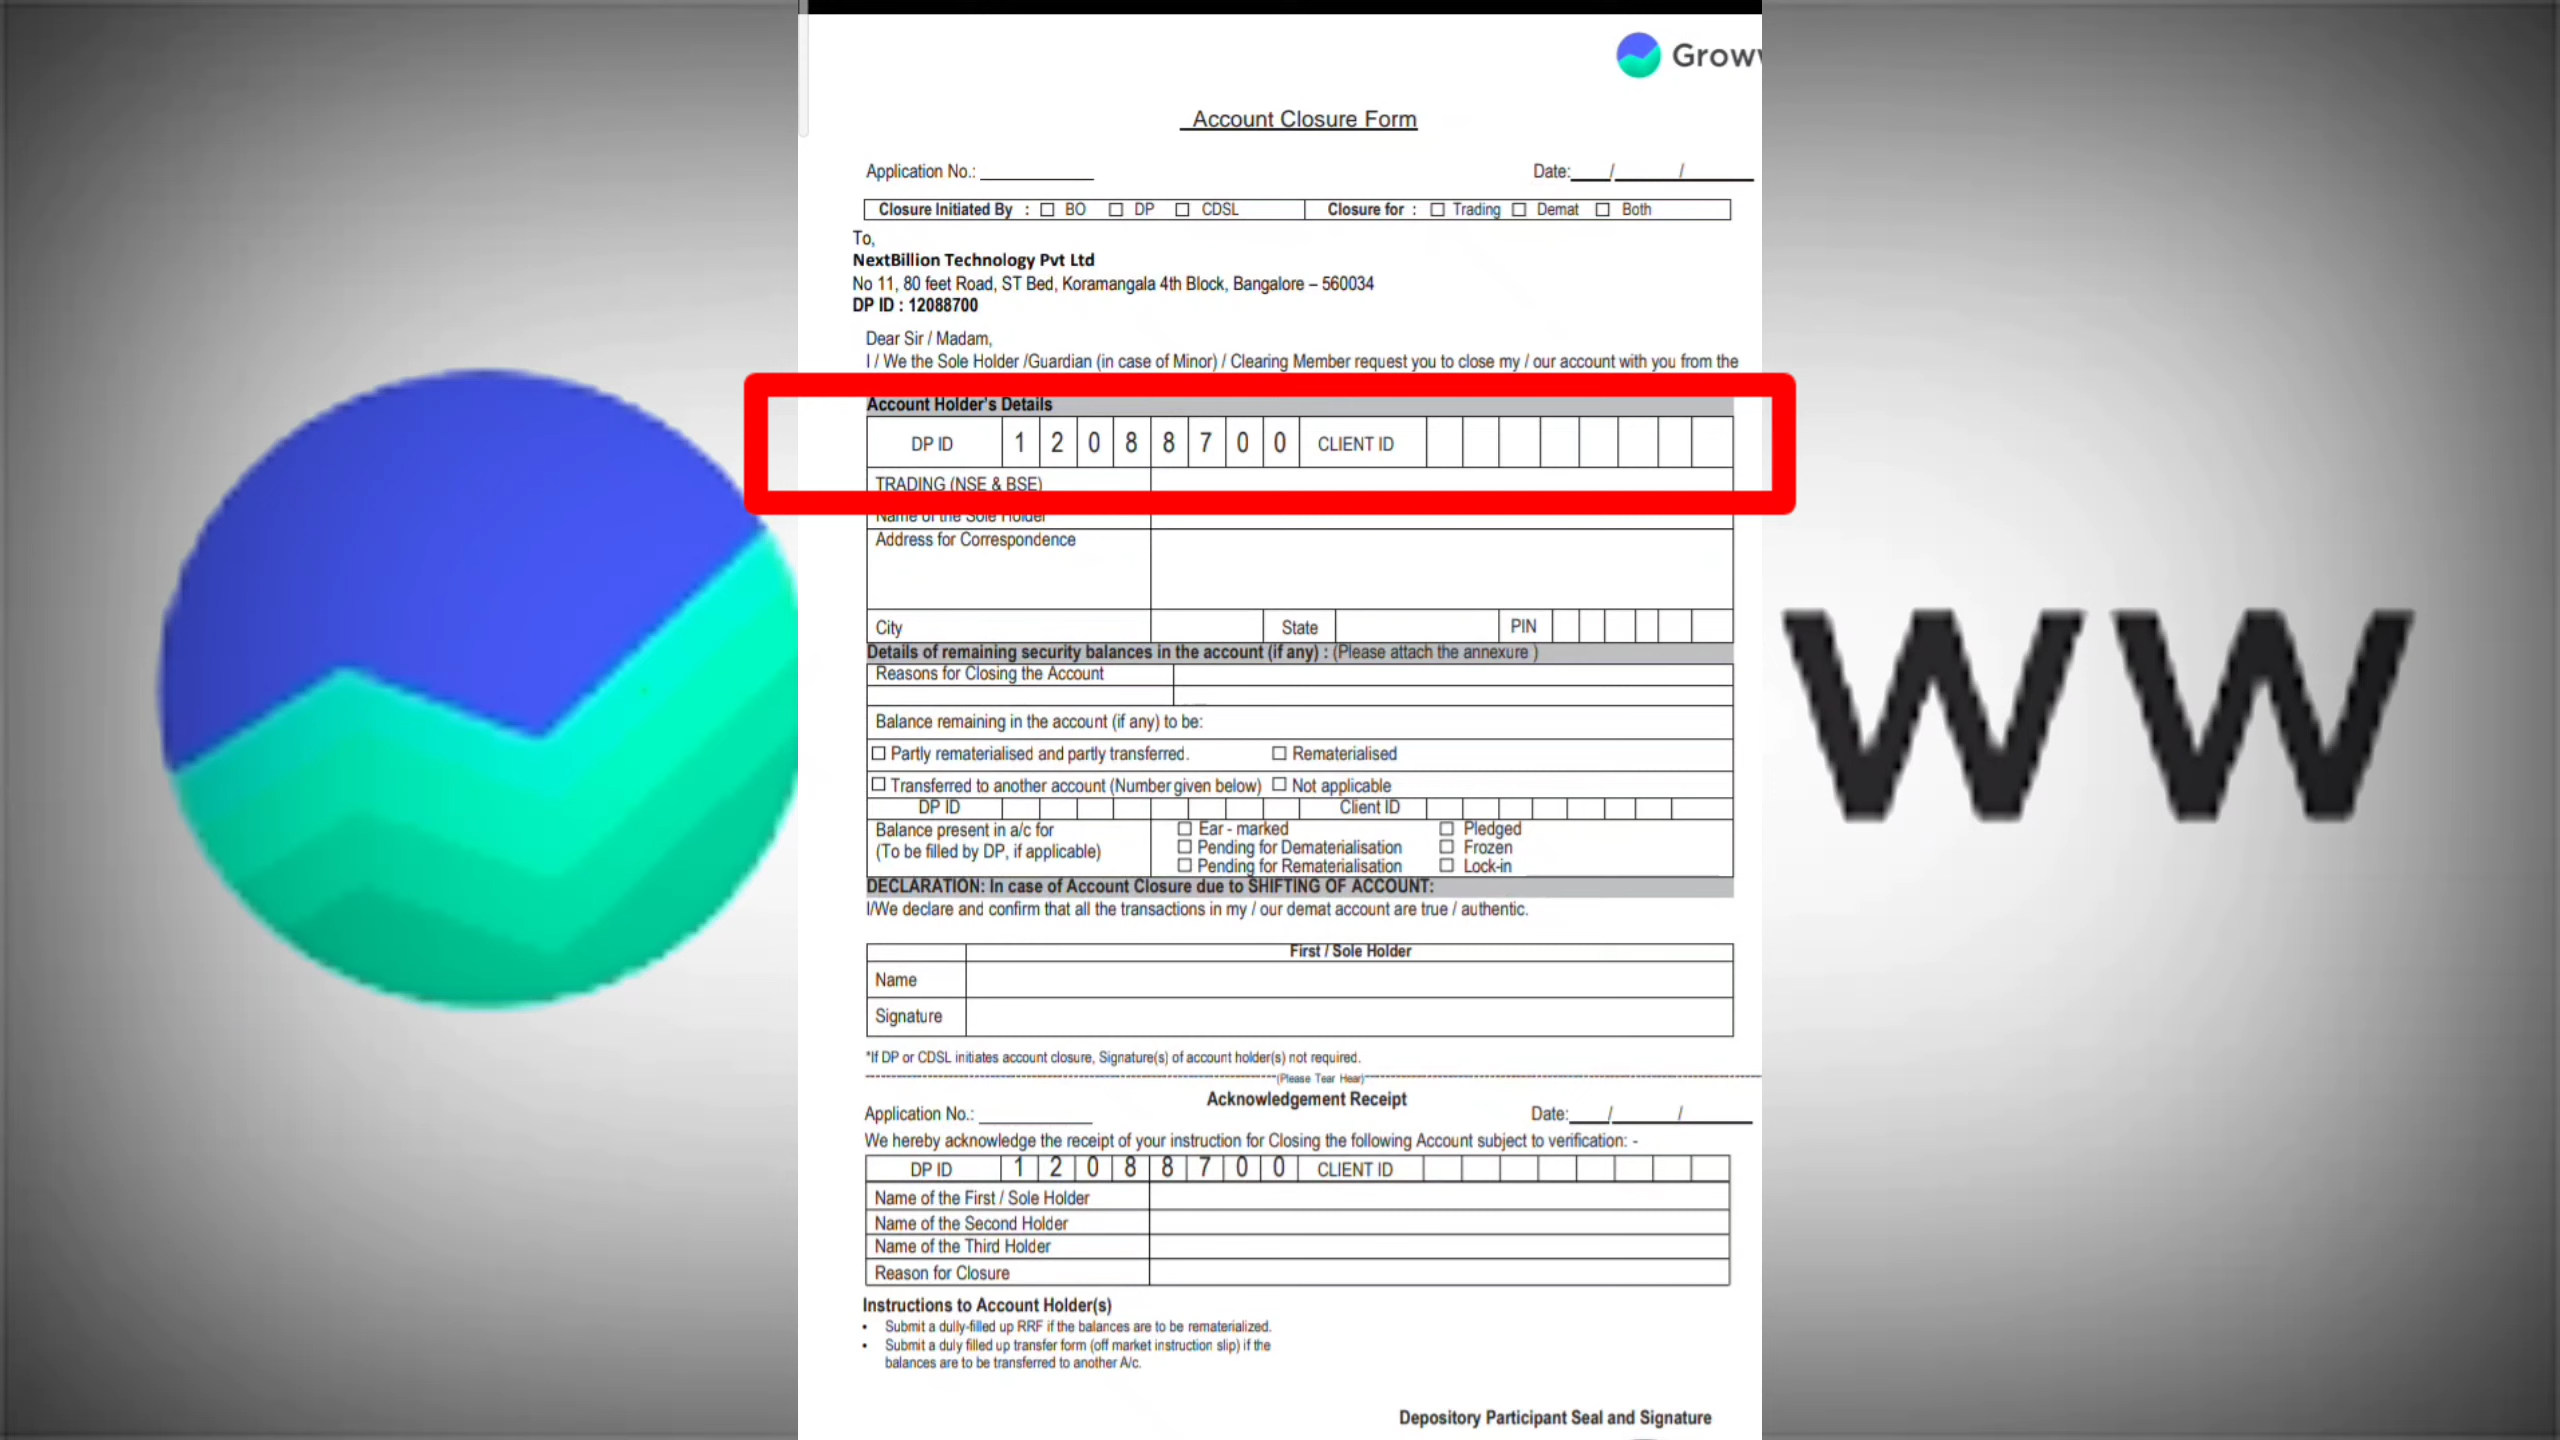 Grow
Account Closure Form
Application No.: ____________ Date:____/_______/_______
Closure Initiated By : ☐ BO ☐ DP ☐ CDSL Closure for : ☐ Trading ☐ Demat ☐ Both
To,
NextBillion Technology Pvt Ltd
No 11, 80 feet Road, ST Bed, Koramangala 4th Block, Bangalore – 560034
DP ID : 12088700
Dear Sir / Madam,
I / We the Sole Holder /Guardian (in case of Minor) / Clearing Member request you to close my / our account with you from the
Account Holder's Details
DP ID 1 2 0 8 8 7 0 0 CLIENT ID
TRADING (NSE & BSE)
Name of the Sole Holder
Address for Correspondence
City State PIN
Details of remaining security balances in the account (if any) : (Please attach the annexure )
Reasons for Closing the Account
Balance remaining in the account (if any) to be:
☐ Partly rematerialised and partly transferred. ☐ Rematerialised
☐ Transferred to another account (Number given below) ☐ Not applicable
DP ID Client ID
Balance present in a/c for
(To be filled by DP, if applicable)
☐ Ear - marked ☐ Pledged
☐ Pending for Dematerialisation ☐ Frozen
☐ Pending for Rematerialisation ☐ Lock-in
DECLARATION: In case of Account Closure due to SHIFTING OF ACCOUNT:
I/We declare and confirm that all the transactions in my / our demat account are true / authentic.
First / Sole Holder
Name
Signature
*If DP or CDSL initiates account closure, Signature(s) of account holder(s) not required.
(Please Tear Hear)
Acknowledgement Receipt
Application No.: ____________ Date:____/_______/_______
We hereby acknowledge the receipt of your instruction for Closing the following Account subject to verification: -
DP ID 1 2 0 8 8 7 0 0 CLIENT ID
Name of the First / Sole Holder
Name of the Second Holder
Name of the Third Holder
Reason for Closure
Instructions to Account Holder(s)
• Submit a dully-filled up RRF if the balances are to be rematerialized.
• Submit a duly filled up transfer form (off market instruction slip) if the
balances are to be transferred to another A/c.
Depository Participant Seal and Signature
ww